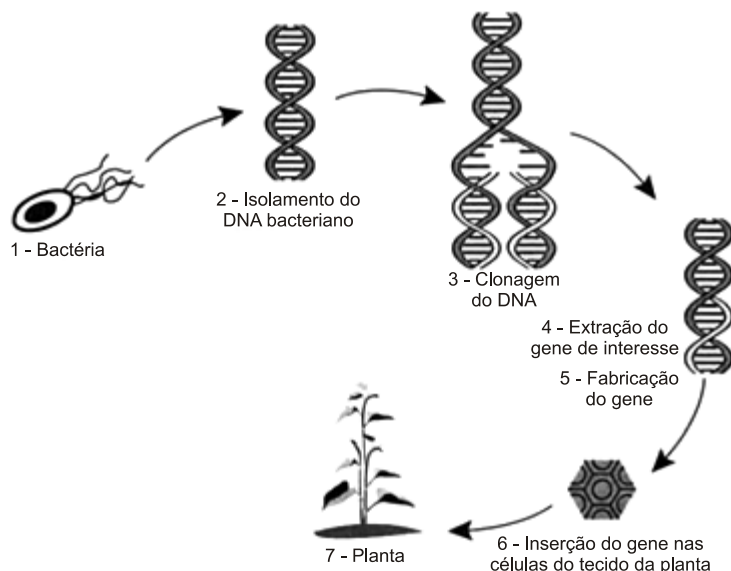 1 - Bactéria
2 - Isolamento do
DNA bacteriano
3 - Clonagem
do DNA
4 - Extração do
gene de interesse
5 - Fabricação
do gene
6 - Inserção do gene nas
células do tecido da planta
7 - Planta